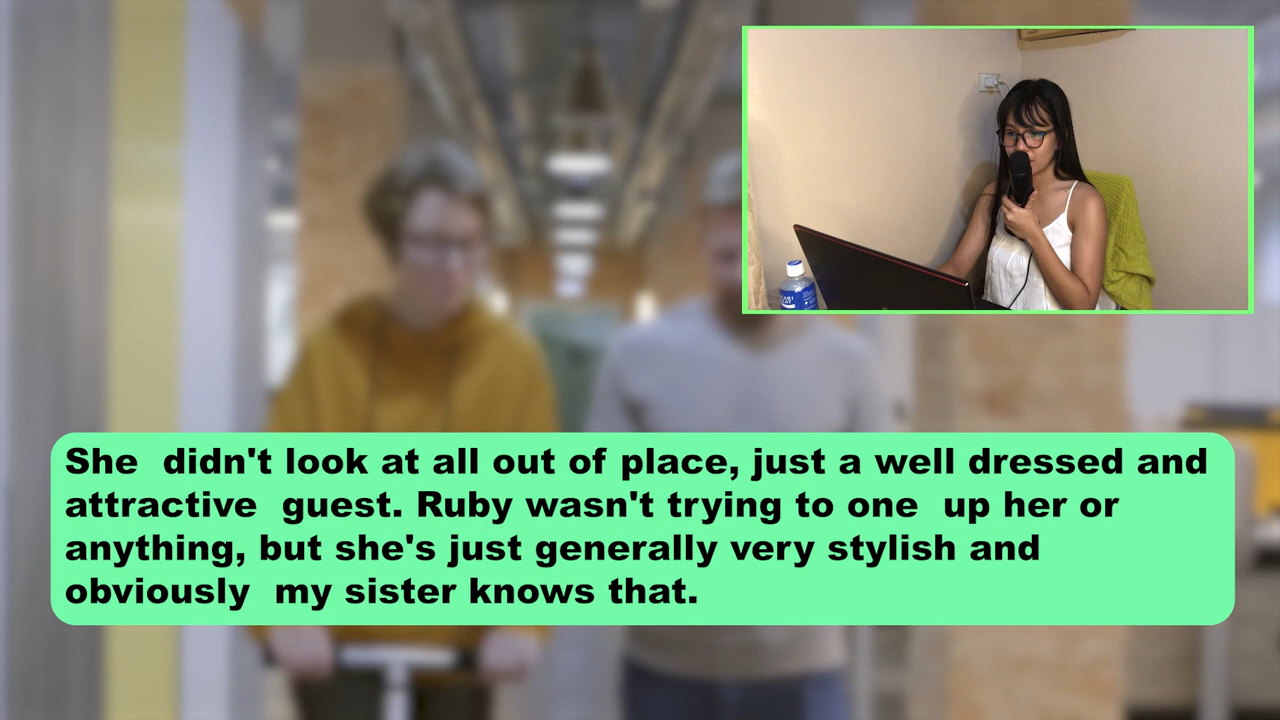 She didn't look at all out of place, just a well dressed and
attractive guest. Ruby wasn't trying to one up her or
anything, but she's just generally very stylish and
obviously my sister knows that.